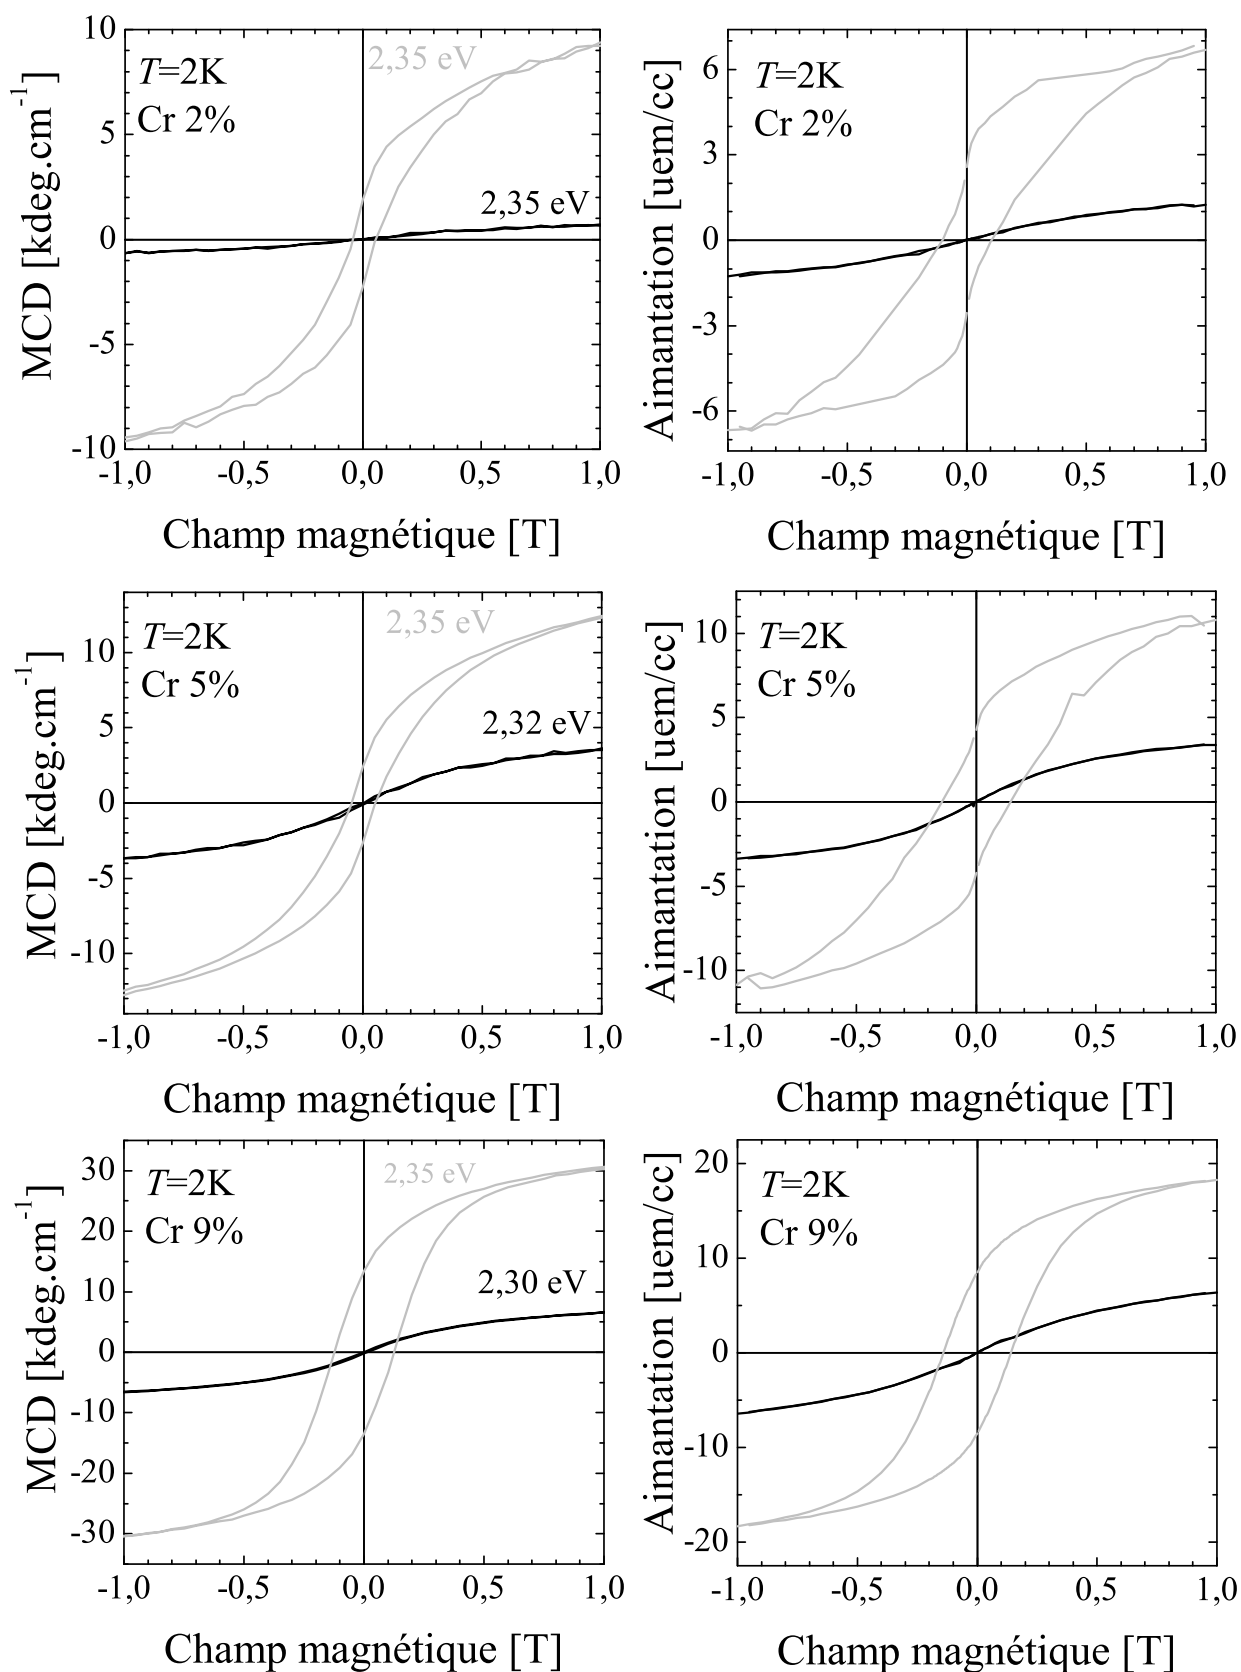 MCD [kdeg.cm-1]
10
5
0
-5
-10
T=2K
Cr 2%
2,35 eV
2,35 eV
-1,0 -0,5 0,0 0,5 1,0
Champ magnétique [T]
Aimantation [uem/cc]
6
3
0
-3
-6
T=2K
Cr 2%
-1,0 -0,5 0,0 0,5 1,0
Champ magnétique [T]
MCD [kdeg.cm-1]
10
5
0
-5
-10
T=2K
Cr 5%
2,35 eV
2,32 eV
-1,0 -0,5 0,0 0,5 1,0
Champ magnétique [T]
Aimantation [uem/cc]
10
5
0
-5
-10
T=2K
Cr 5%
-1,0 -0,5 0,0 0,5 1,0
Champ magnétique [T]
MCD [kdeg.cm-1]
30
20
10
0
-10
-20
-30
T=2K
Cr 9%
2,35 eV
2,30 eV
-1,0 -0,5 0,0 0,5 1,0
Champ magnétique [T]
Aimantation [uem/cc]
20
10
0
-10
-20
T=2K
Cr 9%
-1,0 -0,5 0,0 0,5 1,0
Champ magnétique [T]